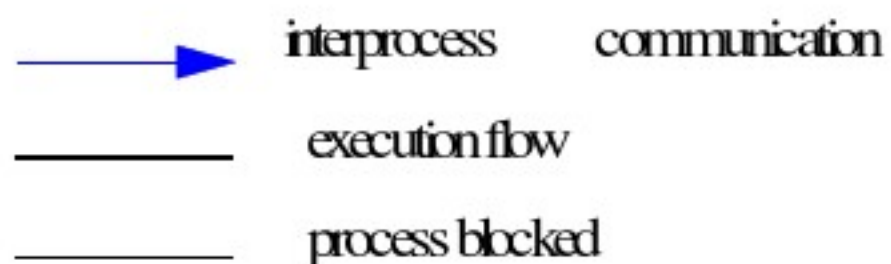 interprocess communication
execution flow
process blocked